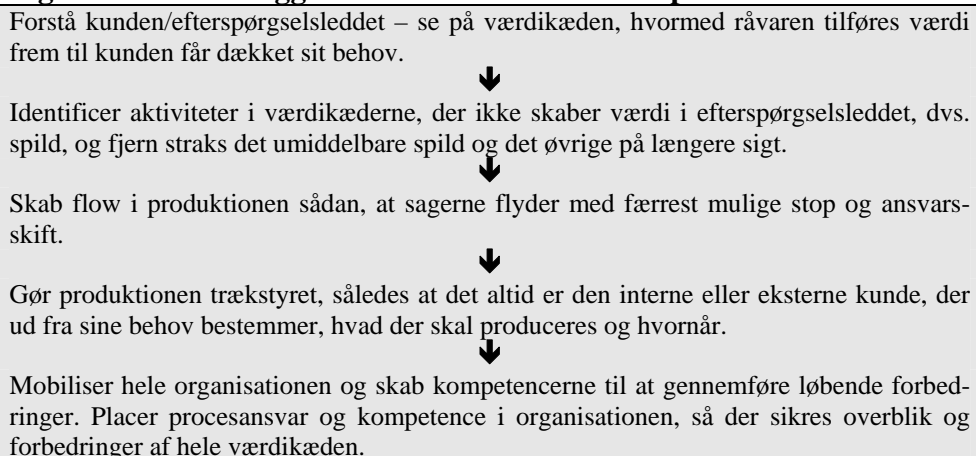 Forstå kunden/efterspørgselsleddet – se på værdikæden, hvormed råvaren tilføres værdi
frem til kunden får dækket sit behov.
Identificer aktiviteter i værdikæderne, der ikke skaber værdi i efterspørgselsleddet, dvs.
spild, og fjern straks det umiddelbare spild og det øvrige på længere sigt.
Skab flow i produktionen sådan, at sagerne flyder med færrest mulige stop og ansvars-
skift.
Gør produktionen trækstyret, således at det altid er den interne eller eksterne kunde, der
ud fra sine behov bestemmer, hvad der skal produceres og hvornår.
Mobiliser hele organisationen og skab kompetencerne til at gennemføre løbende forbed-
ringer. Placer procesansvar og kompetence i organisationen, så der sikres overblik og
forbedringer af hele værdikæden.